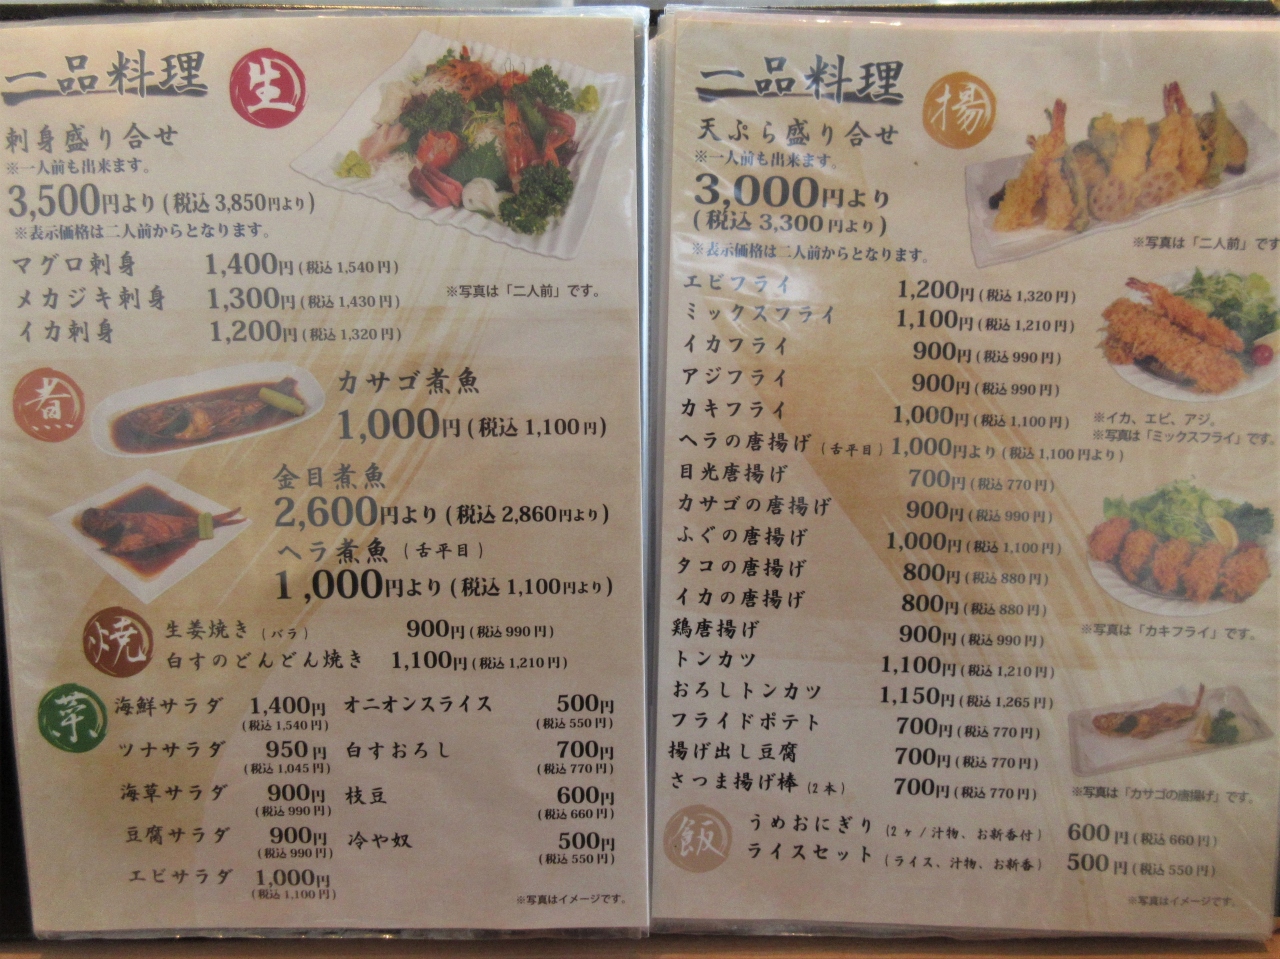 一品料理
生
刺身盛り合せ
※一人前も出来ます。
3,500円より(税込3,850円より)
※表示価格は二人前からとなります。
マグロ刺身 1,400円(税込1,540円)
メカジキ刺身 1,300円(税込1,430円)
イカ刺身 1,200円(税込1,320円)
※写真は「二人前」です。
煮
カサゴ煮魚
1,000円(税込1,100円)
金目煮魚
2,600円より(税込2,860円より)
ヘラ煮魚(舌平目)
1,000円より(税込1,100円より)
焼
生姜焼き(バラ) 900円(税込990円)
白すのどんどん焼き 1,100円(税込1,210円)
菜
海鮮サラダ 1,400円
(税込1,540円)
ツナサラダ 950円
(税込1,045円)
海草サラダ 900円
(税込990円)
豆腐サラダ 900円
(税込990円)
エビサラダ 1,000円
(税込1,100円)
オニオンスライス 500円
(税込550円)
白すおろし 700円
(税込770円)
枝豆 600円
(税込660円)
冷や奴 500円
(税込550円)
※写真はイメージです。
一品料理
揚
天ぷら盛り合せ
※一人前も出来ます。
3,000円より
(税込3,300円より)
※表示価格は二人前からとなります。
※写真は「二人前」です
エビフライ 1,200円(税込1,320円)
ミックスフライ 1,100円(税込1,210円)
イカフライ 900円(税込990円)
アジフライ 900円(税込990円)
カキフライ 1,000円(税込1,100円)
ヘラの唐揚げ(舌平目) 1,000円より(税込1,100円より)
目光唐揚げ 700円(税込770円)
カサゴの唐揚げ 900円(税込990円)
ふぐの唐揚げ 1,000円(税込1,100円)
タコの唐揚げ 800円(税込880円)
イカの唐揚げ 800円(税込880円)
鶏唐揚げ 900円(税込990円)
トンカツ 1,100円(税込1,210円)
おろしトンカツ 1,150円(税込1,265円)
フライドポテト 700円(税込770円)
揚げ出し豆腐 700円(税込770円)
さつま揚げ棒(2本) 700円(税込770円)
※イカ、エビ、アジ。
※写真は「ミックスフライ」です。
※写真は「カキフライ」です。
※写真は「カサゴの唐揚げ」です。
飯
うめおにぎり(2ヶ/汁物、お新香付) 600円(税込660円)
ライスセット(ライス、汁物、お新香) 500円(税込550円)
※写真はイメージです。